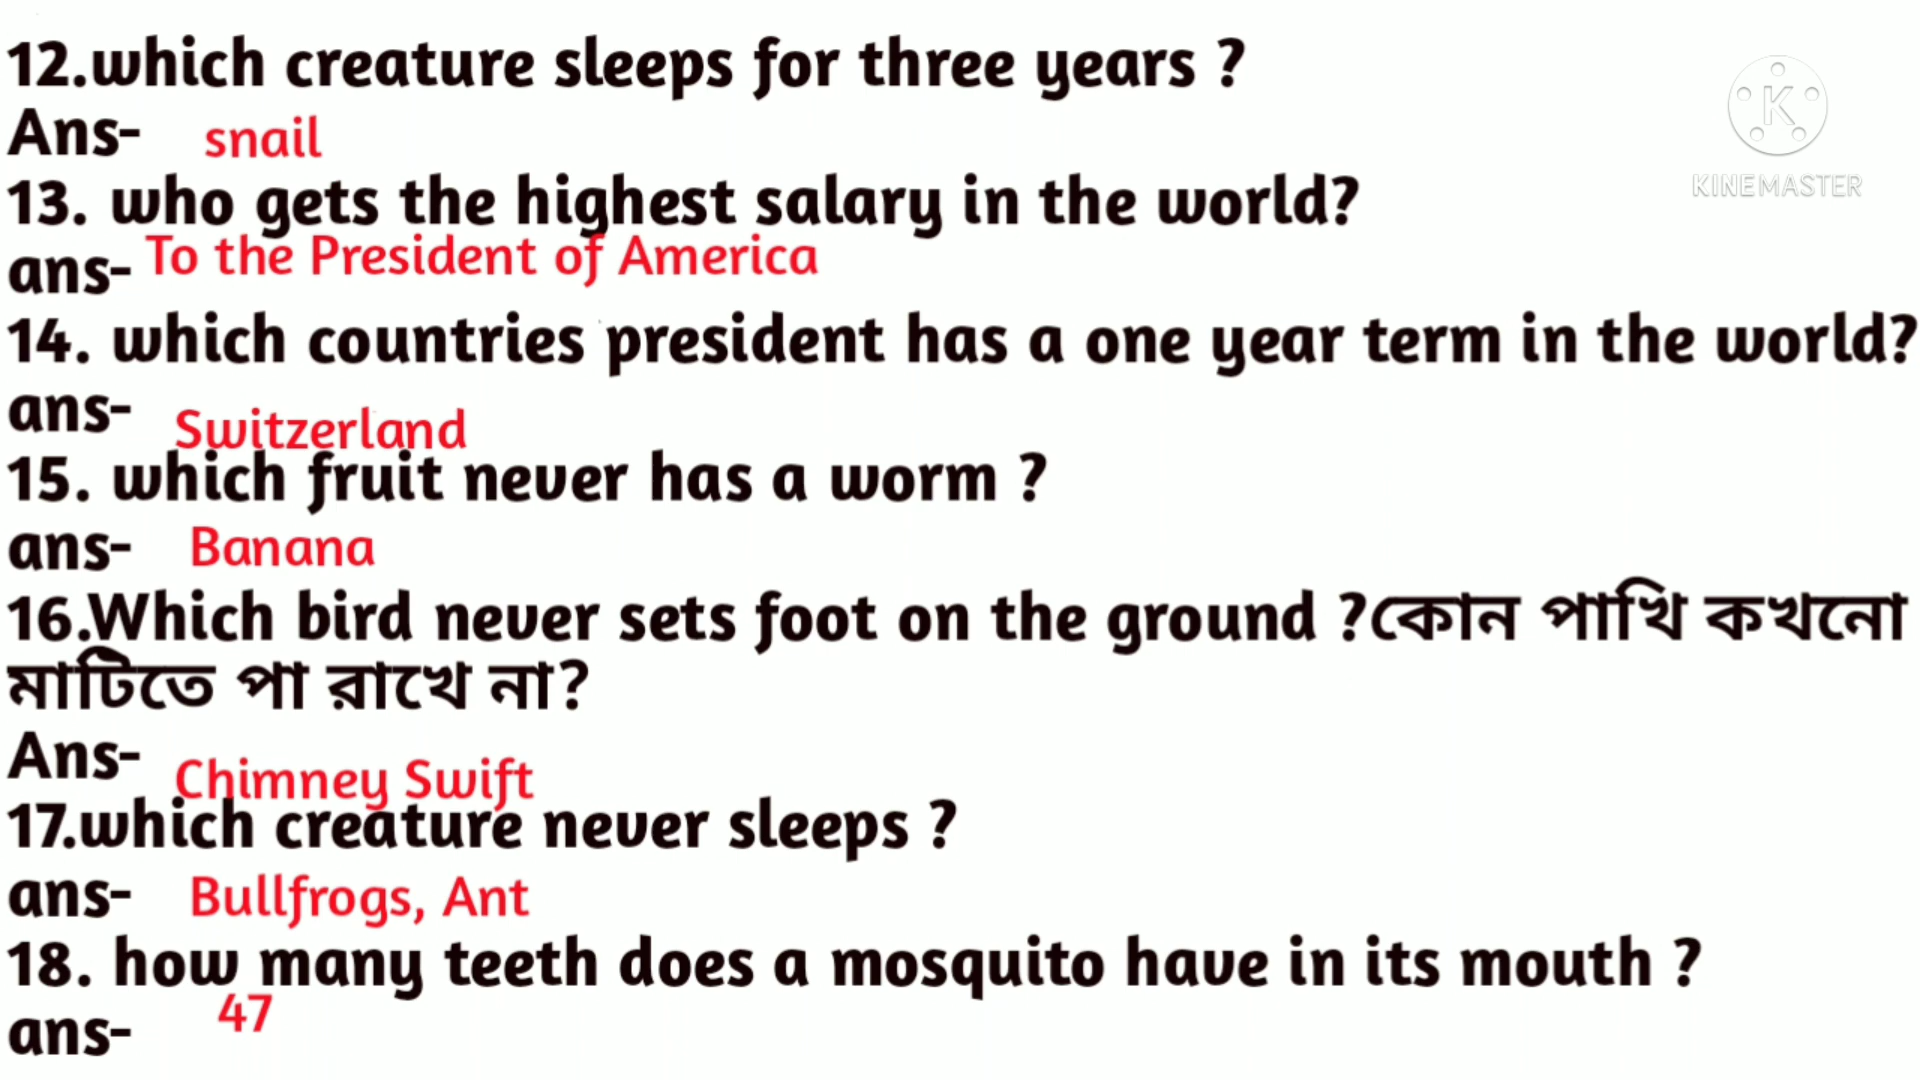 12.which creature sleeps for three years ?
Ans- snail
13. who gets the highest salary in the world?
ans- To the President of America
14. which countries president has a one year term in the world?
ans- Switzerland
15. which fruit never has a worm ?
ans- Banana
16.Which bird never sets foot on the ground ?কোন পাখি কখনো
মাটিতে পা রাখে না?
Ans- Chimney Swift
17.which creature never sleeps ?
ans- Bullfrogs, Ant
18. how many teeth does a mosquito have in its mouth ?
ans- 47
K
KINEMASTER